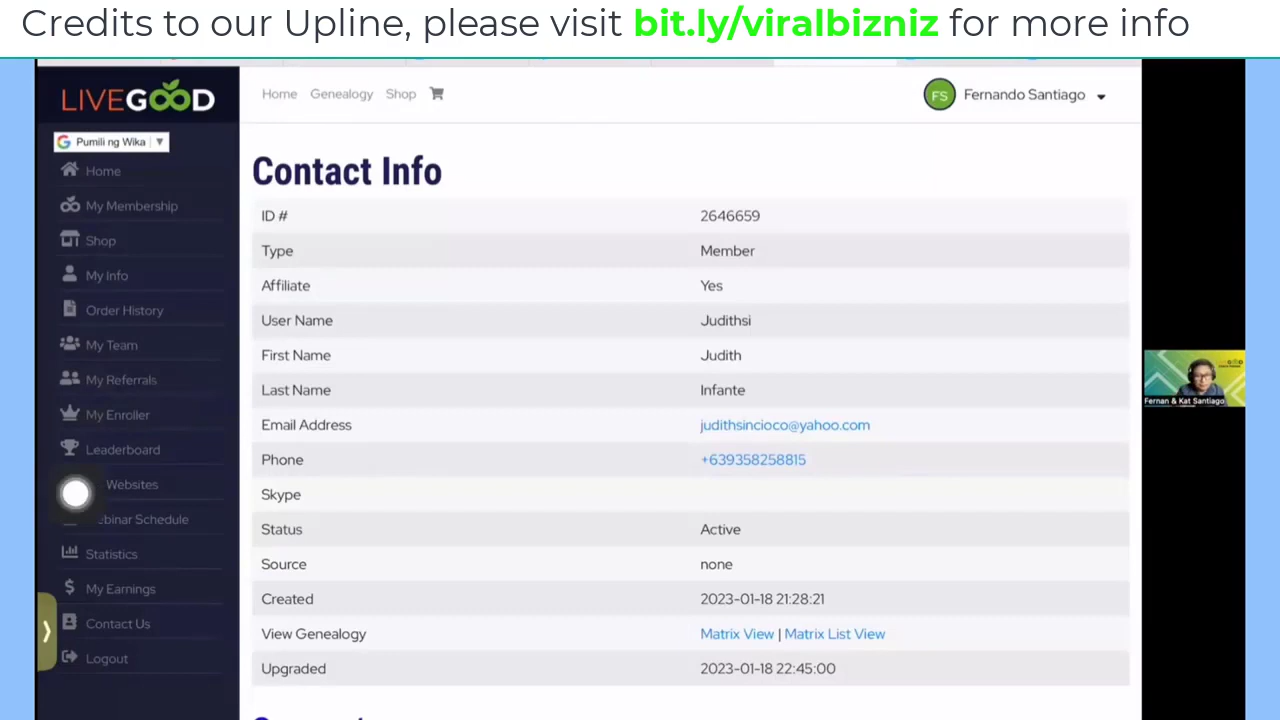 Credits to our Upline, please visit bit.ly/viralbizniz for more info
LIVEGOOD
Home Genealogy Shop
FS Fernando Santiago
Pumili ng Wika
Home
My Membership
Shop
My Info
Order History
My Team
My Referrals
My Enroller
Leaderboard
Websites
Schedule
Statistics
My Earnings
Contact Us
Logout
Contact Info
ID # 2646659
Type Member
Affiliate Yes
User Name Judithsi
First Name Judith
Last Name Infante
Email Address judithsincioco@yahoo.com
Phone +639358258815
Skype
Status Active
Source none
Created 2023-01-18 21:28:21
View Genealogy Matrix View | Matrix List View
Upgraded 2023-01-18 22:45:00
Fernan & Kat Santiago